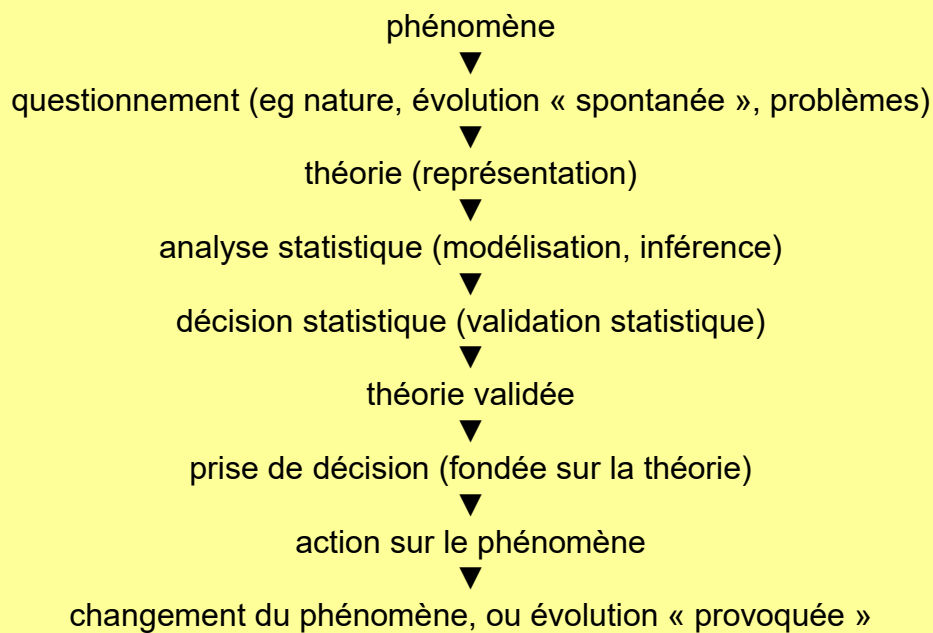 phénomène
▼
questionnement (eg nature, évolution « spontanée », problèmes)
▼
théorie (représentation)
▼
analyse statistique (modélisation, inférence)
▼
décision statistique (validation statistique)
▼
théorie validée
▼
prise de décision (fondée sur la théorie)
▼
action sur le phénomène
▼
changement du phénomène, ou évolution « provoquée »